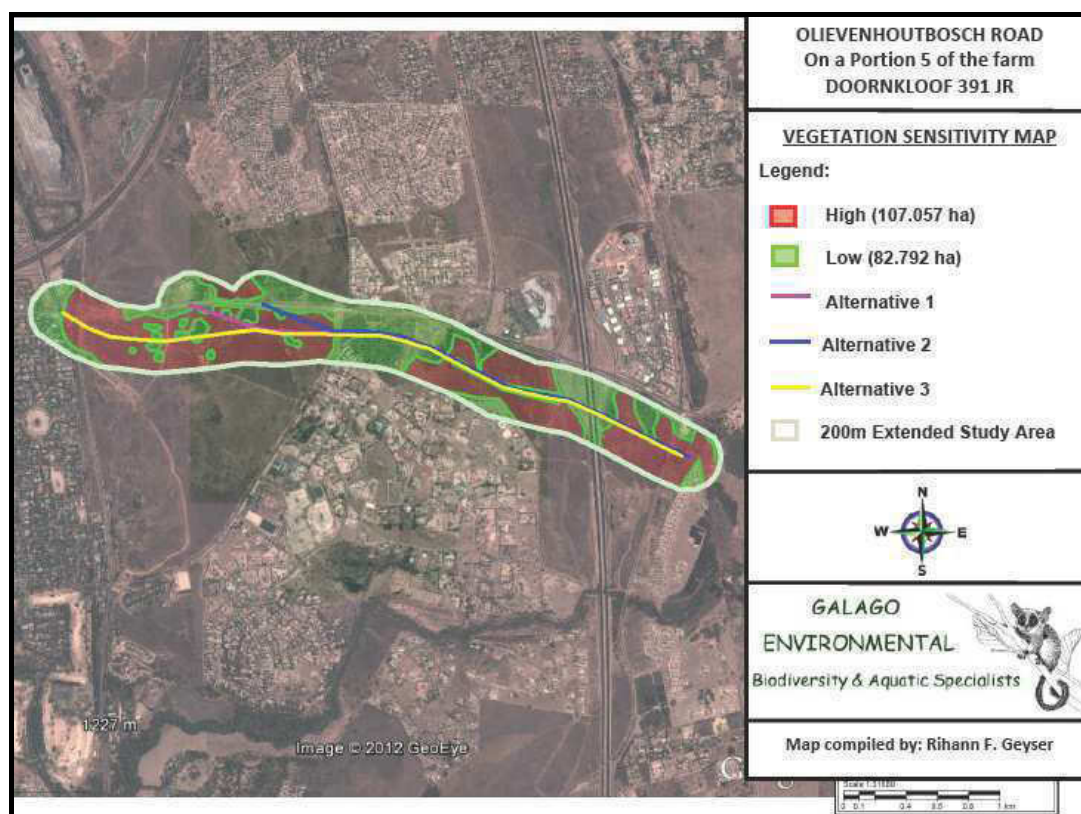 OLIEVENHOUTBOSCH ROAD
On a Portion 5 of the farm
DOORNKLOOF 391 JR
VEGETATION SENSITIVITY MAP
Legend:
High (107.057 ha)
Low (82.792 ha)
Alternative 1
Alternative 2
Alternative 3
200m Extended Study Area
N
W
E
S
GALAGO
ENVIRONMENTAL
Biodiversity & Aquatic Specialists
Map compiled by: Rihann F. Geyser
1227 m
Image © 2012 GeoEye
1 km